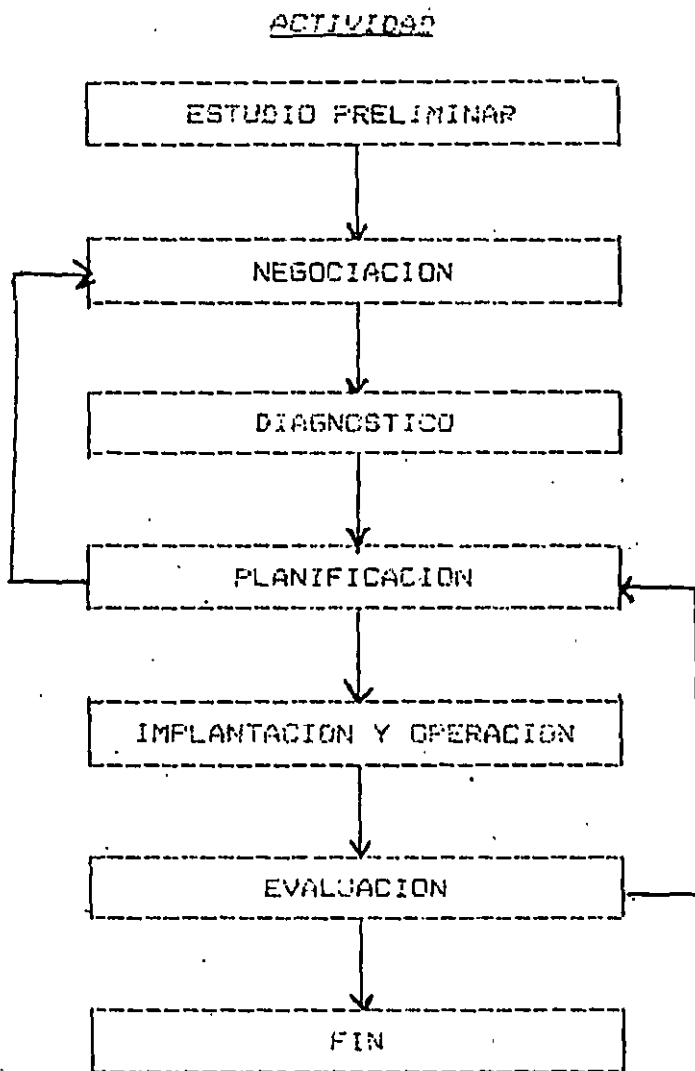 ACTIVIDAD
ESTUDIO PRELIMINAR
NEGOCIACION
DIAGNOSTICO
PLANIFICACION
IMPLANTACION Y OPERACION
EVALUACION
FIN